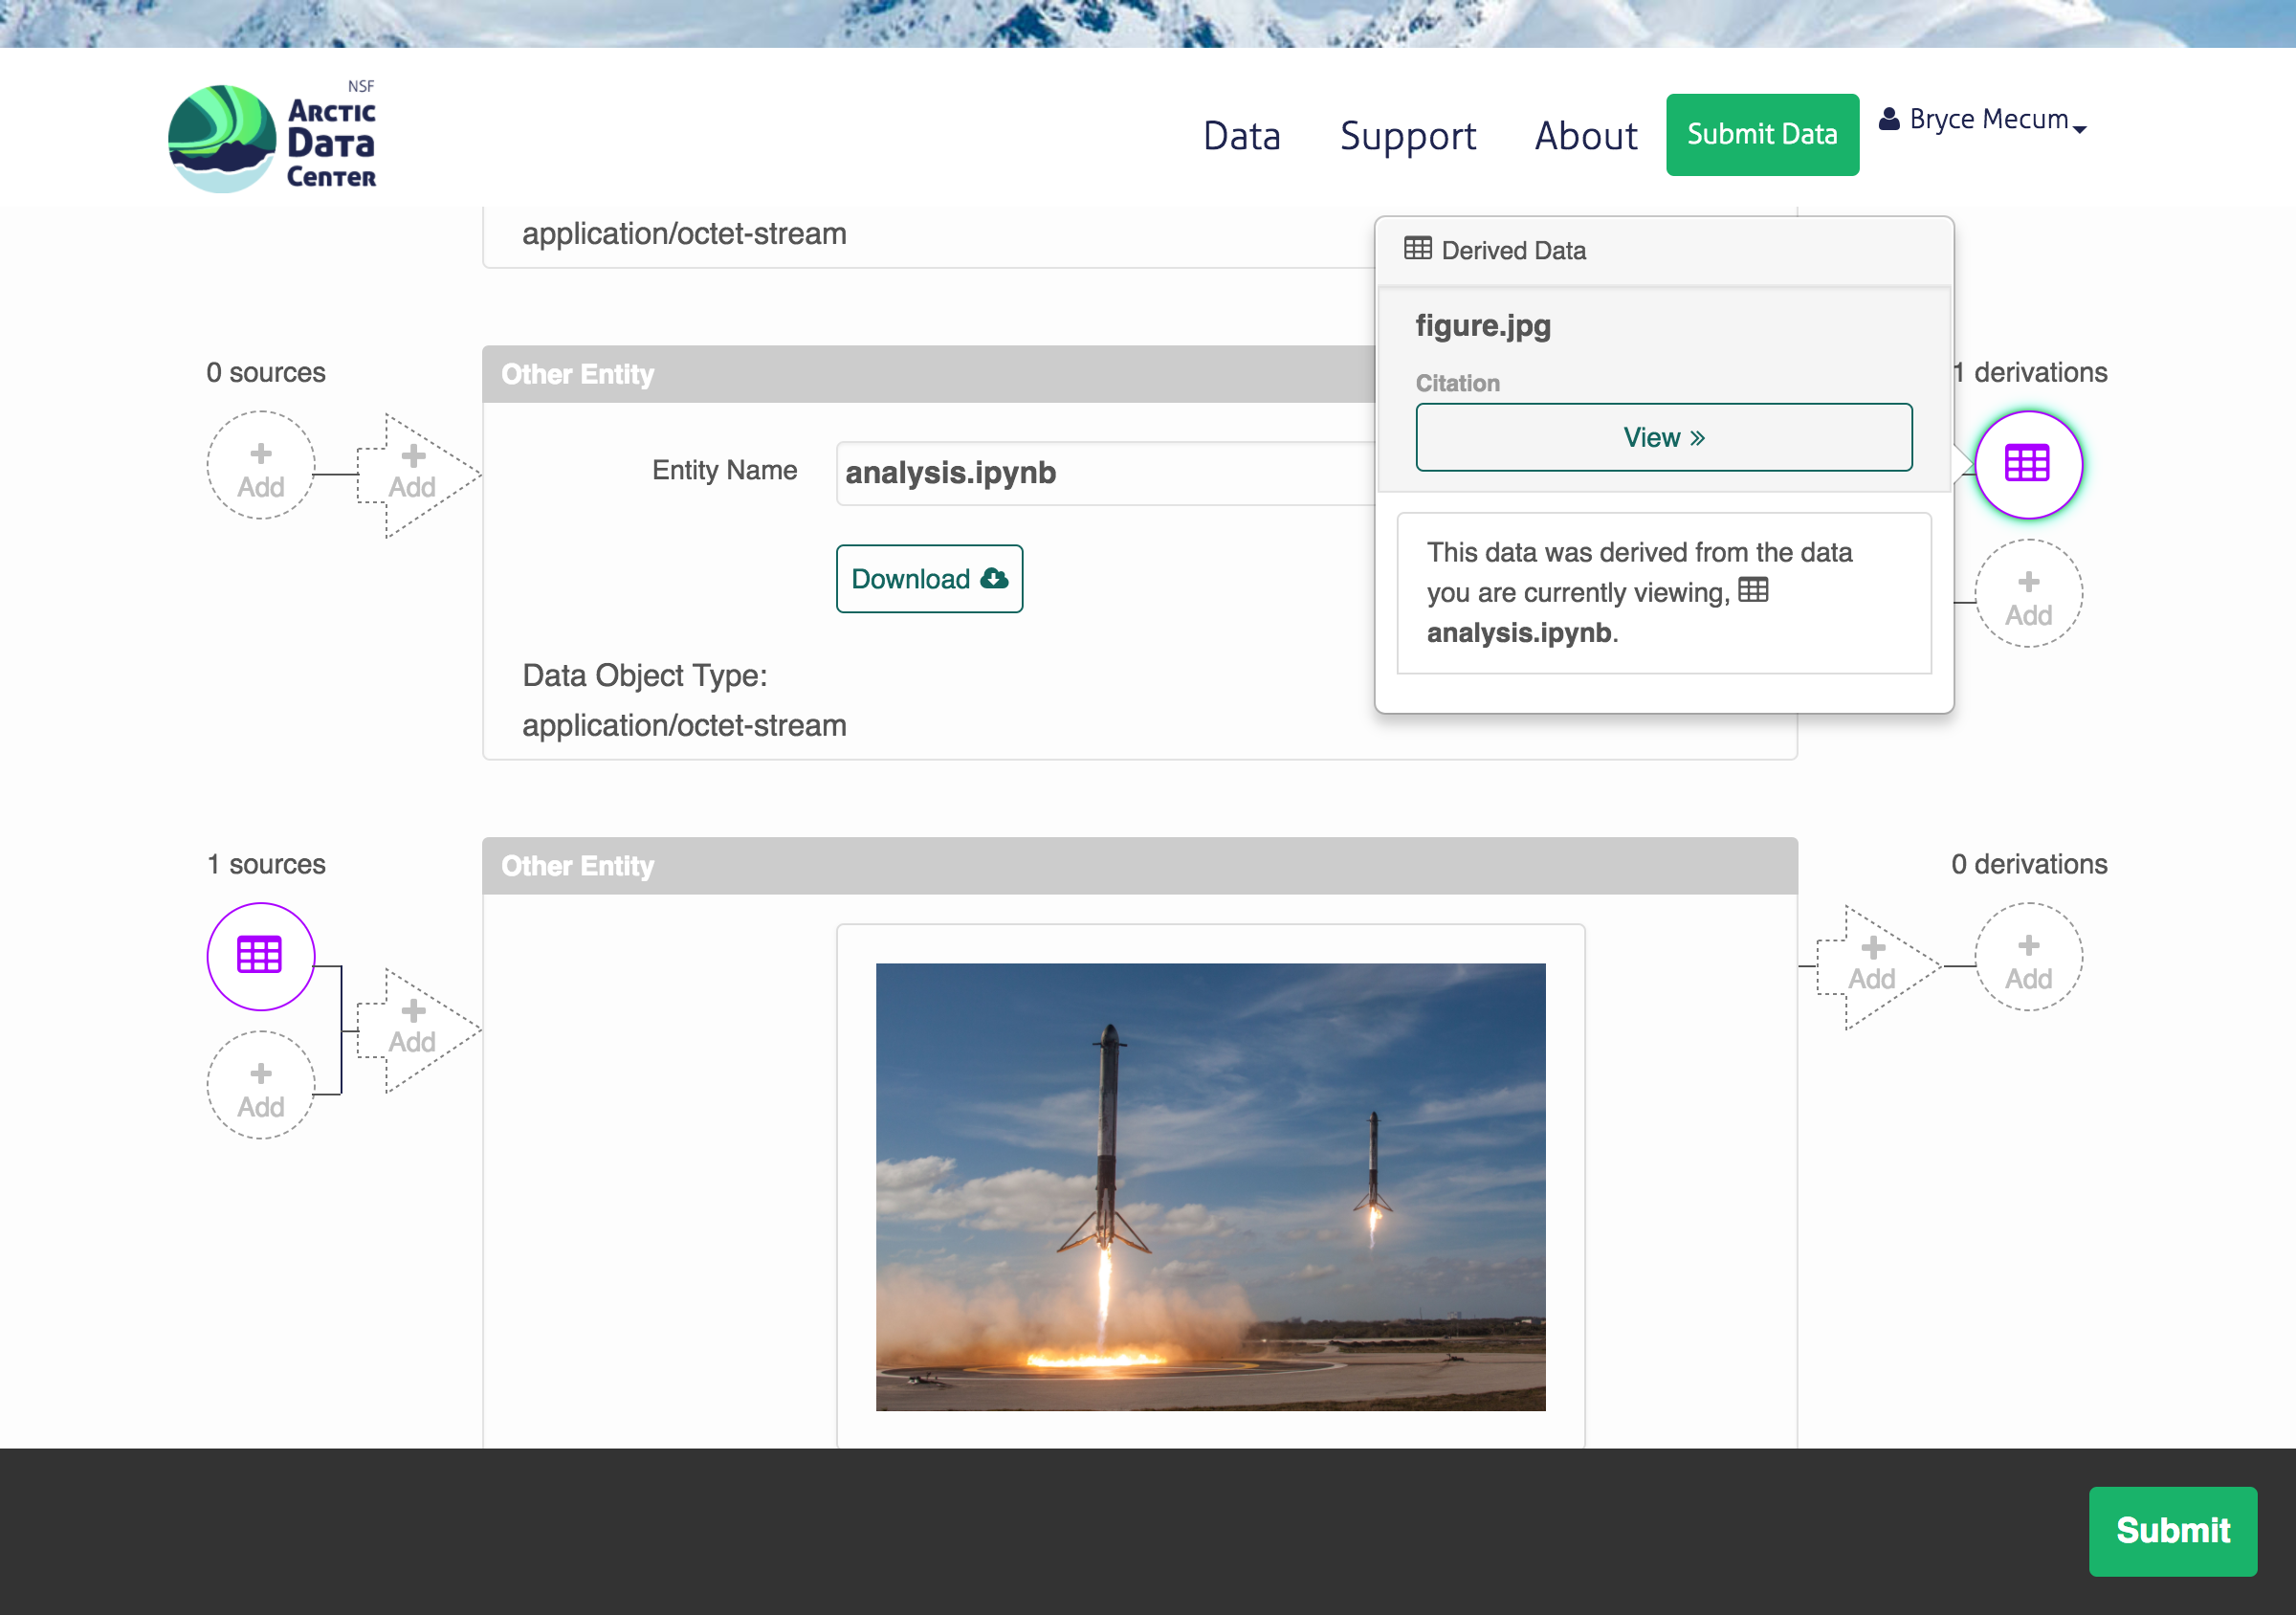 NSF
ARCTIC
DATA
CENTER
Data
Support
About
Submit Data
Bryce Mecum
application/octet-stream
Derived Data
figure.jpg
Citation
View »
This data was derived from the data
you are currently viewing,
analysis.ipynb.
0 sources
Add
Add
Other Entity
Entity Name
analysis.ipynb
Download
Data Object Type:
application/octet-stream
1 derivations
Add
1 sources
Add
Add
Other Entity
0 derivations
Add
Add
Submit